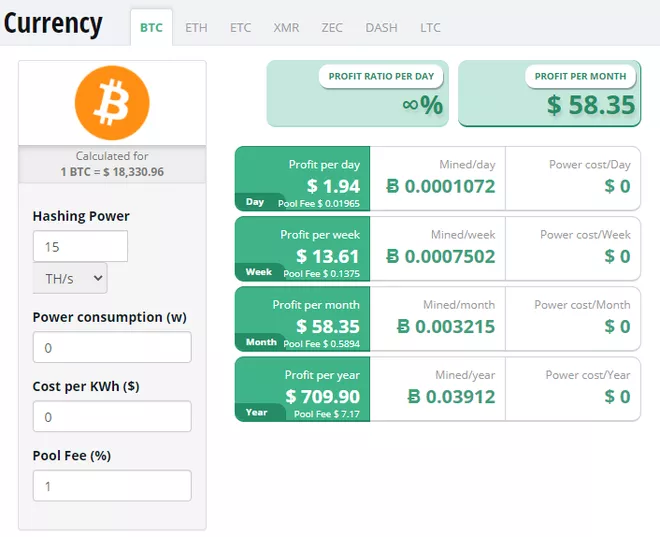 Currency
BTC ETH ETC XMR ZEC DASH LTC
Calculated for
1 BTC = $ 18,330.96
Hashing Power
15
TH/s
Power consumption (w)
0
Cost per KWh ($)
0
Pool Fee (%)
1
PROFIT RATIO PER DAY
∞%
PROFIT PER MONTH
$ 58.35
Profit per day
$ 1.94
Day Pool Fee $ 0.01965
Mined/day
Ƀ 0.0001072
Power cost/Day
$ 0
Profit per week
$ 13.61
Week Pool Fee $ 0.1375
Mined/week
Ƀ 0.0007502
Power cost/Week
$ 0
Profit per month
$ 58.35
Month Pool Fee $ 0.5894
Mined/month
Ƀ 0.003215
Power cost/Month
$ 0
Profit per year
$ 709.90
Year Pool Fee $ 7.17
Mined/year
Ƀ 0.03912
Power cost/Year
$ 0